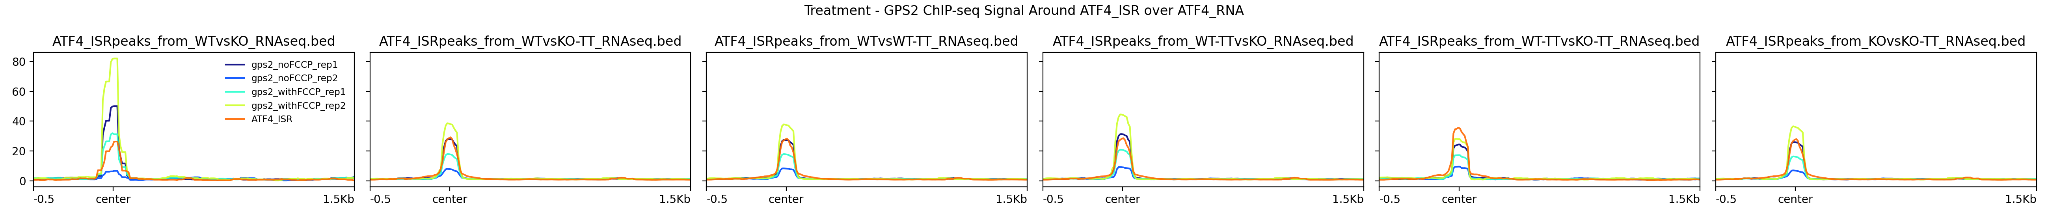 Treatment - GPS2 ChIP-seq Signal Around ATF4_ISR over ATF4_RNA
ATF4_ISRpeaks_from_WTvsKO_RNAseq.bed
80
60
40
20
0
gps2_noFCCP_rep1
gps2_noFCCP_rep2
gps2_withFCCP_rep1
gps2_withFCCP_rep2
ATF4_ISR
-0.5 center 1.5Kb
ATF4_ISRpeaks_from_WTvsKO-TT_RNAseq.bed
-0.5 center 1.5Kb
ATF4_ISRpeaks_from_WTvsWT-TT_RNAseq.bed
-0.5 center 1.5Kb
ATF4_ISRpeaks_from_WT-TTvsKO_RNAseq.bed
-0.5 center 1.5Kb
ATF4_ISRpeaks_from_WT-TTvsKO-TT_RNAseq.bed
-0.5 center 1.5Kb
ATF4_ISRpeaks_from_KOvsKO-TT_RNAseq.bed
-0.5 center 1.5Kb